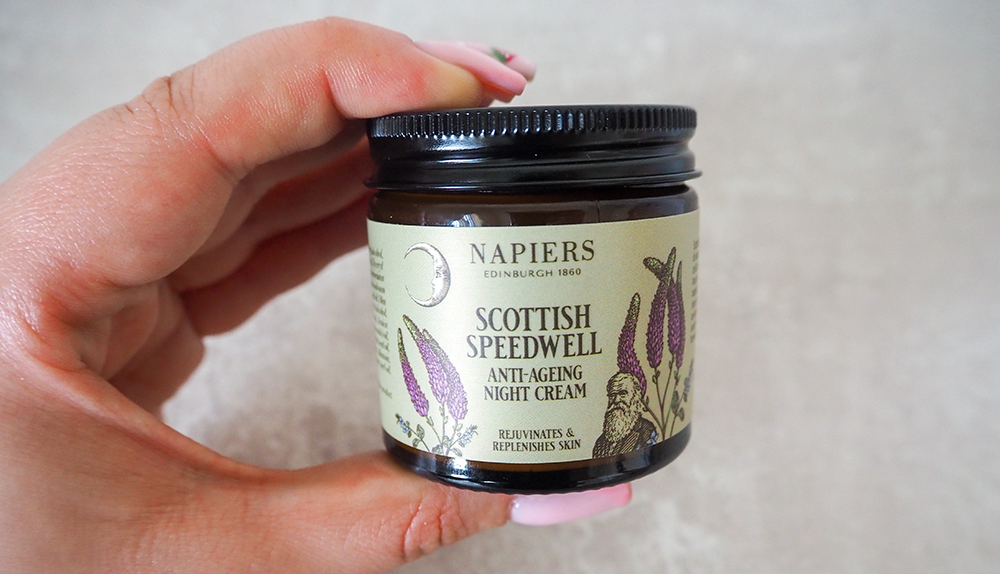 NAPIERS
EDINBURGH 1860
SCOTTISH
SPEEDWELL
ANTI-AGEING
NIGHT CREAM
REJUVINATES &
REPLENISHES SKIN